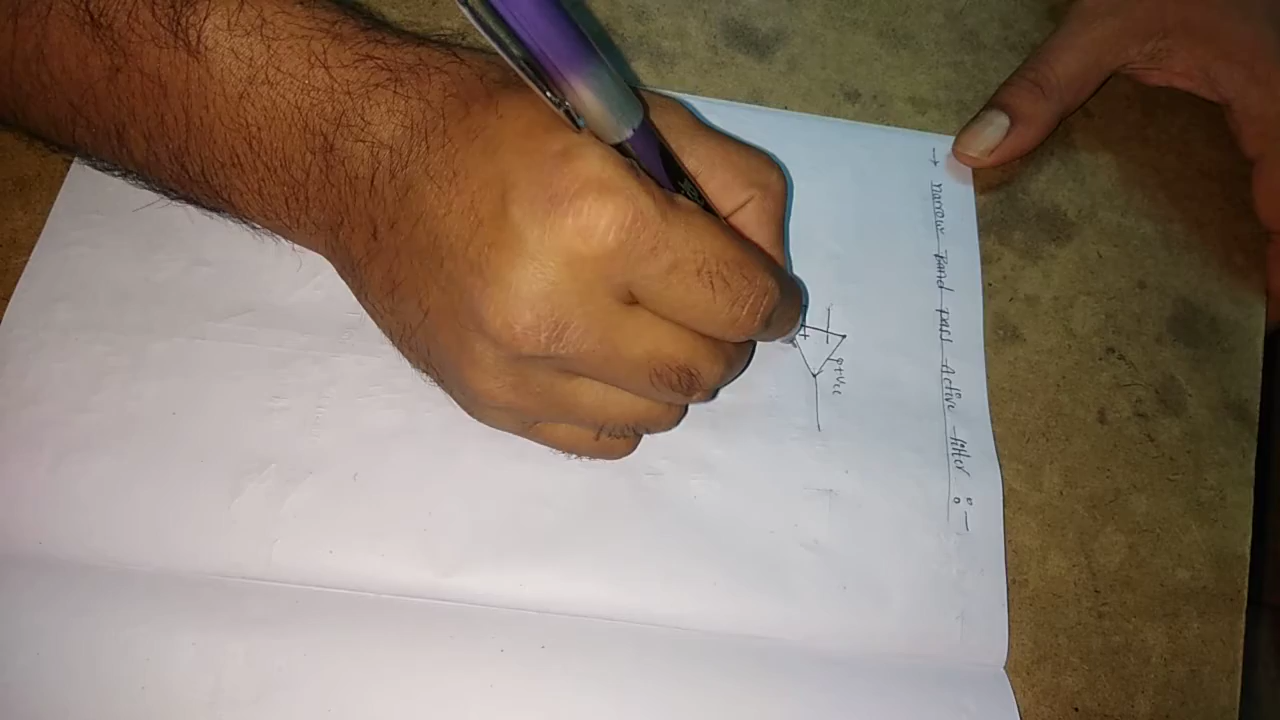 → Narrow Band pass Active filter :-
+Vcc
-
+